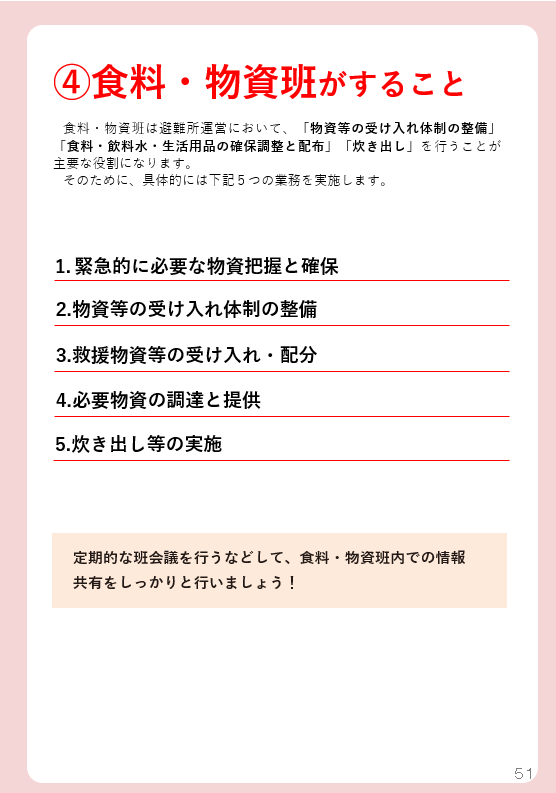 ④食料・物資班がすること
食料・物資班は避難所運営において、「物資等の受け入れ体制の整備」
「食料・飲料水・生活用品の確保調整と配布」「炊き出し」を行うことが
主要な役割になります。
そのために、具体的には下記５つの業務を実施します。
1. 緊急的に必要な物資把握と確保
2.物資等の受け入れ体制の整備
3.救援物資等の受け入れ・配分
4.必要物資の調達と提供
5.炊き出し等の実施
定期的な班会議を行うなどして、食料・物資班内での情報
共有をしっかりと行いましょう！
51